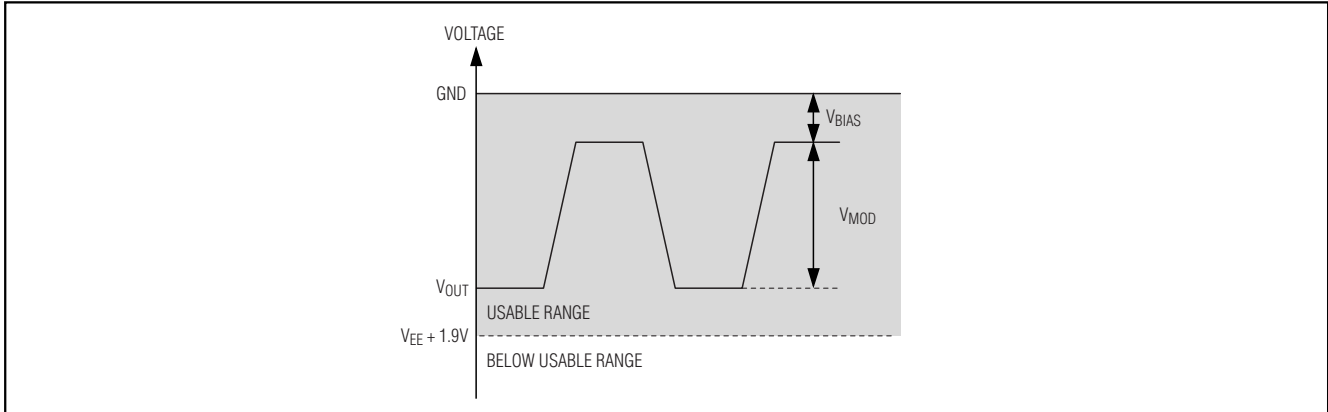 VOLTAGE
GND
VBIAS
VMOD
VOUT
USABLE RANGE
VEE + 1.9V
BELOW USABLE RANGE